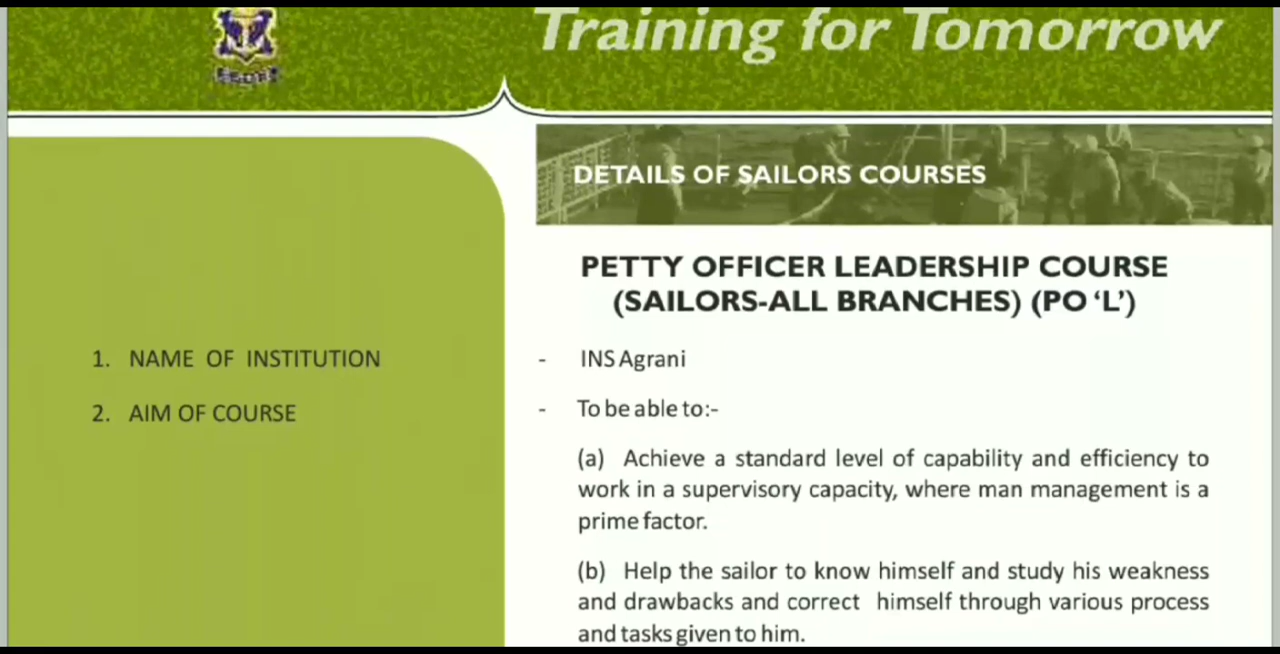 Training for Tomorrow
DETAILS OF SAILORS COURSES
PETTY OFFICER LEADERSHIP COURSE
(SAILORS-ALL BRANCHES) (PO ‘L’)
1. NAME OF INSTITUTION - INS Agrani
2. AIM OF COURSE - To be able to:-
(a) Achieve a standard level of capability and efficiency to
work in a supervisory capacity, where man management is a
prime factor.
(b) Help the sailor to know himself and study his weakness
and drawbacks and correct himself through various process
and tasks given to him.